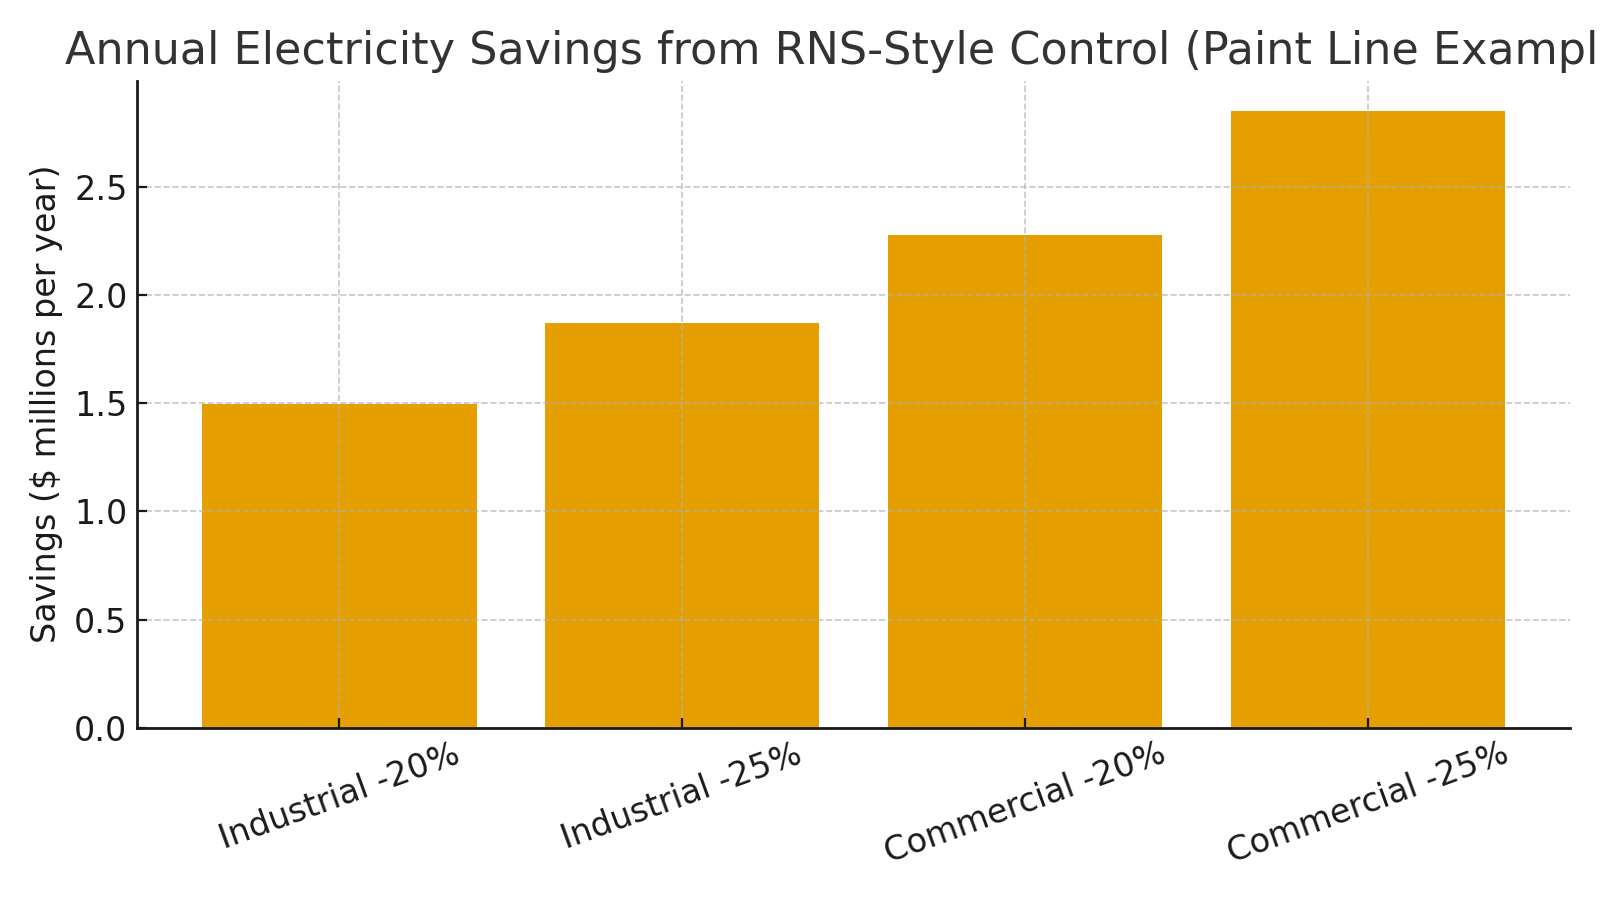 Annual Electricity Savings from RNS-Style Control (Paint Line Exampl
Savings ($ millions per year)
2.5
2.0
1.5
1.0
0.5
0.0
Industrial -20%
Industrial -25%
Commercial -20%
Commercial -25%